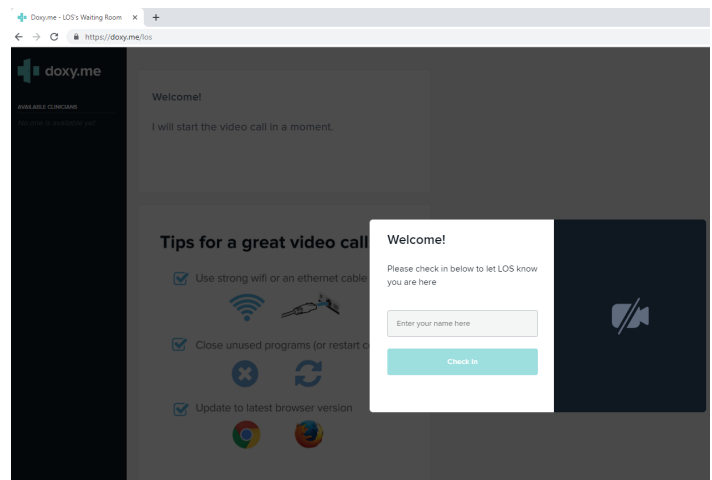 Doxy.me - LOS's Waiting Room
https://doxy.me/los
doxy.me
AVAILABLE CLINICIANS
No one is available yet
Welcome!
I will start the video call in a moment.
Tips for a great video call
Use strong wifi or an ethernet cable
Close unused programs (or restart c
Update to latest browser version
Welcome!
Please check in below to let LOS know
you are here
Enter your name here
Check In